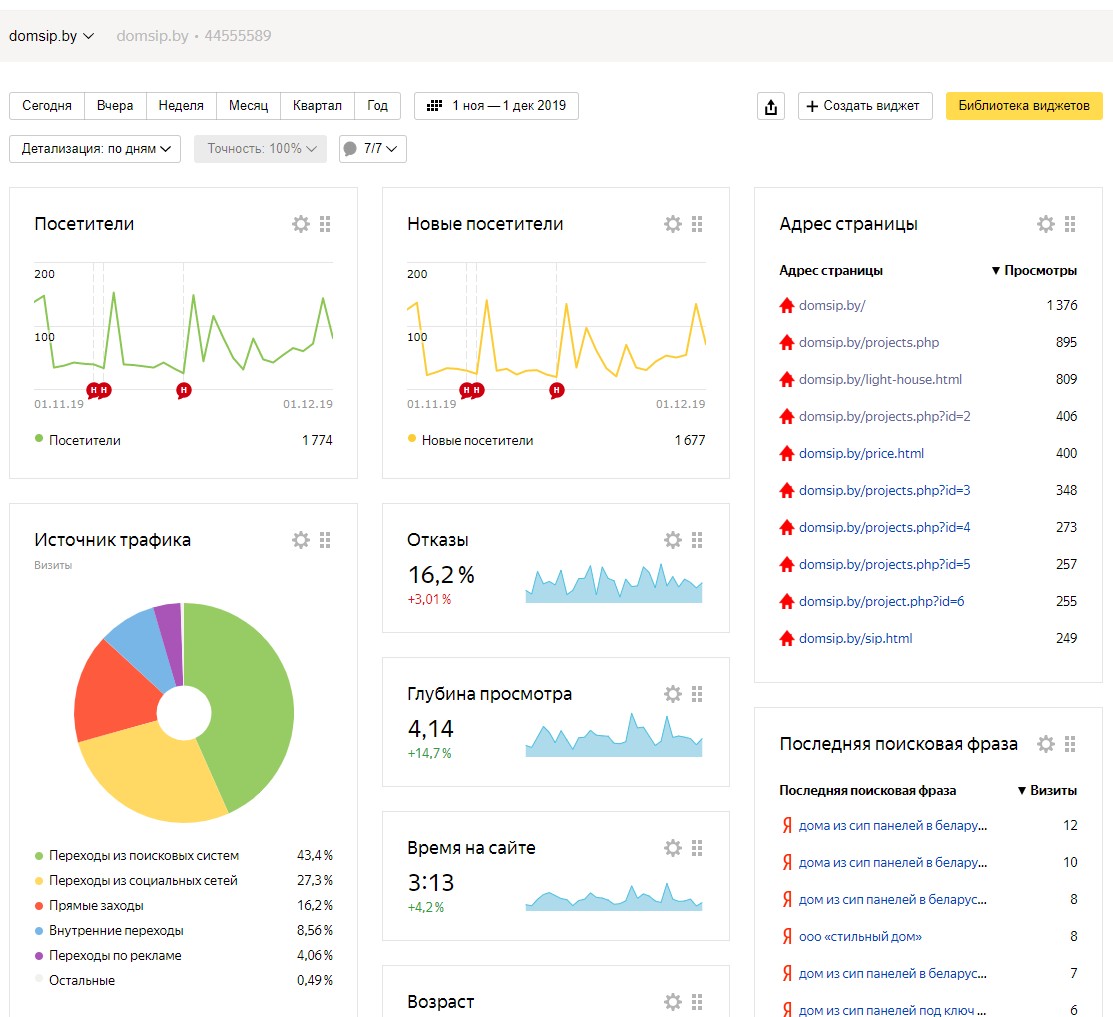 domsip.by
domsip.by • 44555589
Сегодня Вчера Неделя Месяц Квартал Год 1 ноя — 1 дек 2019
+ Создать виджет
Библиотека виджетов
Детализация: по дням Точность: 100% 7/7
Посетители
200
100
Н Н Н
01.11.19 01.12.19
Посетители 1 774
Новые посетители
200
100
Н Н Н
01.11.19 01.12.19
Новые посетители 1 677
Адрес страницы
Адрес страницы ▼ Просмотры
domsip.by/ 1 376
domsip.by/projects.php 895
domsip.by/light-house.html 809
domsip.by/projects.php?id=2 406
domsip.by/price.html 400
domsip.by/projects.php?id=3 348
domsip.by/projects.php?id=4 273
domsip.by/projects.php?id=5 257
domsip.by/project.php?id=6 255
domsip.by/sip.html 249
Источник трафика
Визиты
Переходы из поисковых систем 43,4 %
Переходы из социальных сетей 27,3 %
Прямые заходы 16,2 %
Внутренние переходы 8,56 %
Переходы по рекламе 4,06 %
Остальные 0,49 %
Отказы
16,2 %
+3,01 %
Глубина просмотра
4,14
+14,7 %
Время на сайте
3:13
+4,2 %
Возраст
Последняя поисковая фраза
Последняя поисковая фраза ▼ Визиты
Я дома из сип панелей в белару... 12
Я дома из сип панелей в белару... 10
Я дом из сип панелей в беларус... 8
Я ооо «стильный дом» 8
Я дом из сип панелей в беларус... 7
Я дом из сип панелей под ключ ... 6